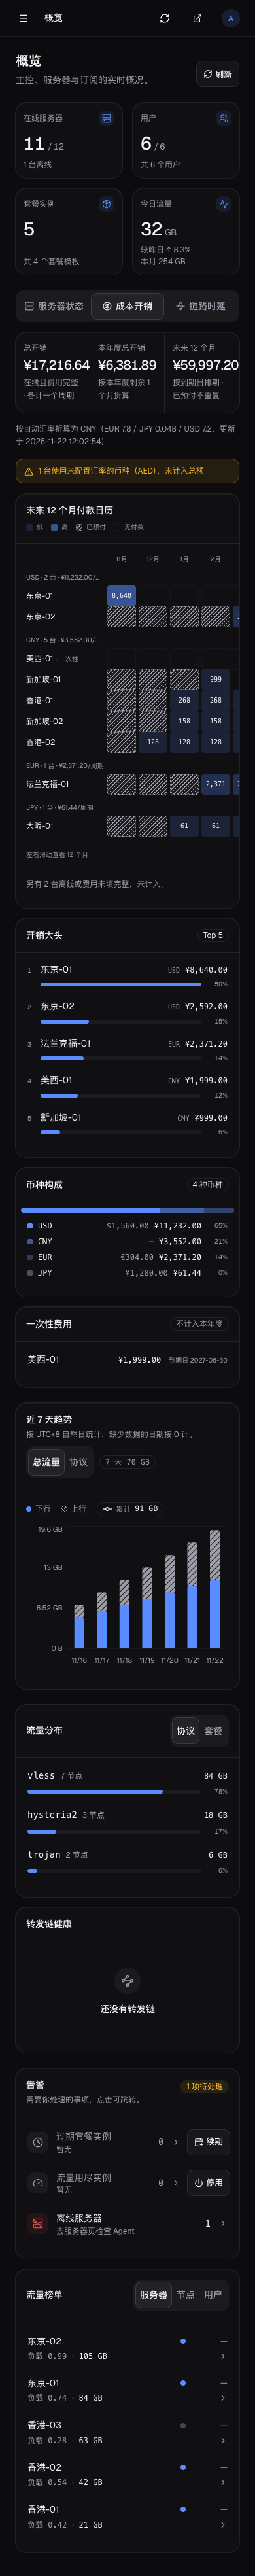 概览
A
概览
主控、服务器与订阅的实时概况。
刷新
在线服务器
11 / 12
1 台离线
用户
6 / 6
共 6 个用户
套餐实例
5
共 4 个套餐模板
今日流量
32 GB
较昨日 ↑ 8.3%
本月 254 GB
服务器状态
成本开销
链路时延
总开销
¥17,216.64
在线且费用完整
· 各计一个周期
本年度总开销
¥6,381.89
按本年度剩余 1
个月折算
未来 12 个月
¥59,997.20
按到期日排期 ·
已预付不重复
按自动汇率折算为 CNY（EUR 7.8 / JPY 0.048 / USD 7.2，更新
于 2026-11-22 12:02:54）
1 台使用未配置汇率的币种（AED），未计入总额
未来 12 个月付款日历
低
高
已预付
无付款
11月
12月
1月
2月
USD · 2 台 · ¥11,232.00/…
东京-01
8,640
东京-02
CNY · 5 台 · ¥3,552.00/…
美西-01 · 一次性
新加坡-01
999
香港-01
268
268
新加坡-02
158
158
香港-02
128
128
128
EUR · 1 台 · ¥2,371.20/周期
法兰克福-01
2,371
JPY · 1 台 · ¥61.44/周期
大阪-01
61
61
左右滑动查看 12 个月
另有 2 台离线或费用未填完整，未计入。
开销大头
Top 5
1 东京-01 USD ¥8,640.00
50%
2 东京-02 USD ¥2,592.00
15%
3 法兰克福-01 EUR ¥2,371.20
14%
4 美西-01 CNY ¥1,999.00
12%
5 新加坡-01 CNY ¥999.00
6%
币种构成
4 种币种
USD $1,560.00 ¥11,232.00 65%
CNY — ¥3,552.00 21%
EUR €304.00 ¥2,371.20 14%
JPY ¥1,280.00 ¥61.44 0%
一次性费用
不计入本年度
美西-01 ¥1,999.00 到期日 2027-06-30
近 7 天趋势
按 UTC+8 自然日统计，缺少数据的日期按 0 计。
总流量
协议
7 天 70 GB
下行
上行
累计 91 GB
19.6 GB
13 GB
6.52 GB
0 B
11/16
11/17
11/18
11/19
11/20
11/21
11/22
流量分布
协议
套餐
vless 7 节点 84 GB
78%
hysteria2 3 节点 18 GB
17%
trojan 2 节点 6 GB
6%
转发链健康
还没有转发链
告警
需要你处理的事项，点击可跳转。
1 项待处理
过期套餐实例
暂无
0
续期
流量用尽实例
暂无
0
停用
离线服务器
去服务器页检查 Agent
1
流量榜单
服务器
节点
用户
东京-02 —
负载 0.99 · 105 GB
东京-01 —
负载 0.74 · 84 GB
香港-03 —
负载 0.28 · 63 GB
香港-02 —
负载 0.54 · 42 GB
香港-01 —
负载 0.42 · 21 GB